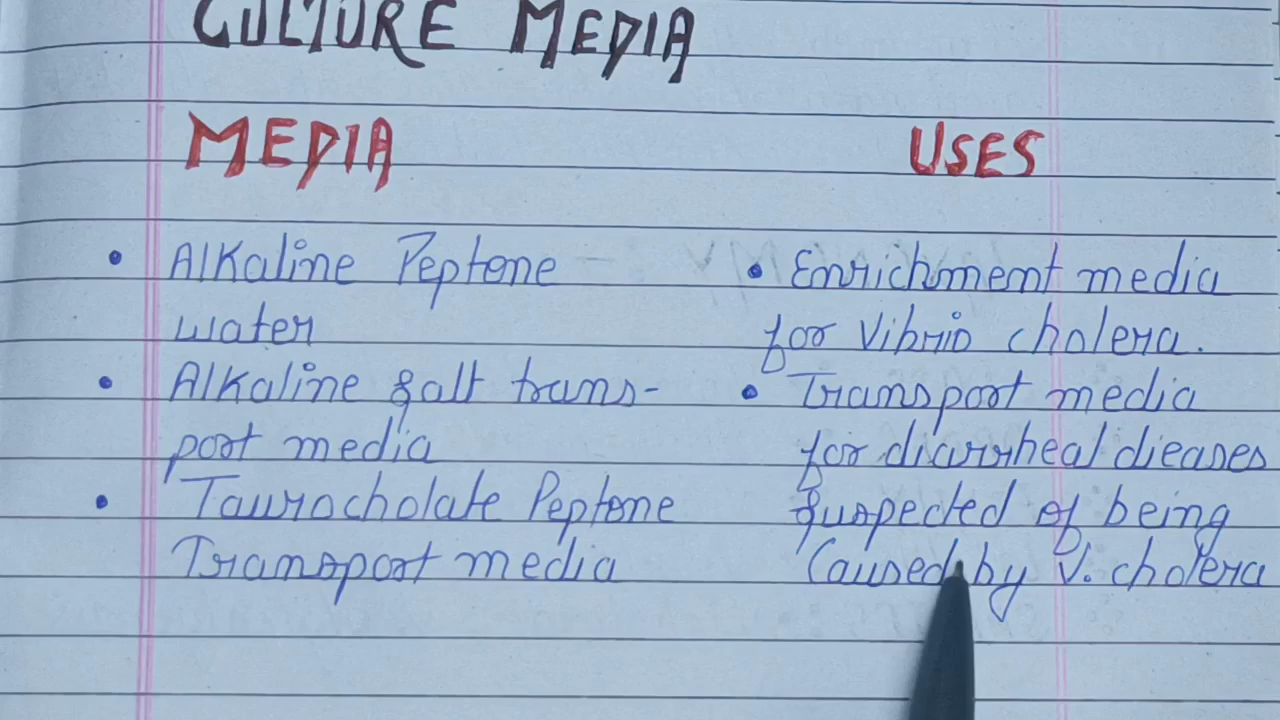 CULTURE MEDIA
MEDIA USES
• Alkaline Peptone • Enrichment media
water for Vibrio cholera.
• Alkaline salt trans- • Transport media
port media for diarrheal dieases
• Taurocholate Peptone suspected of being
Transport media Caused by V. cholera